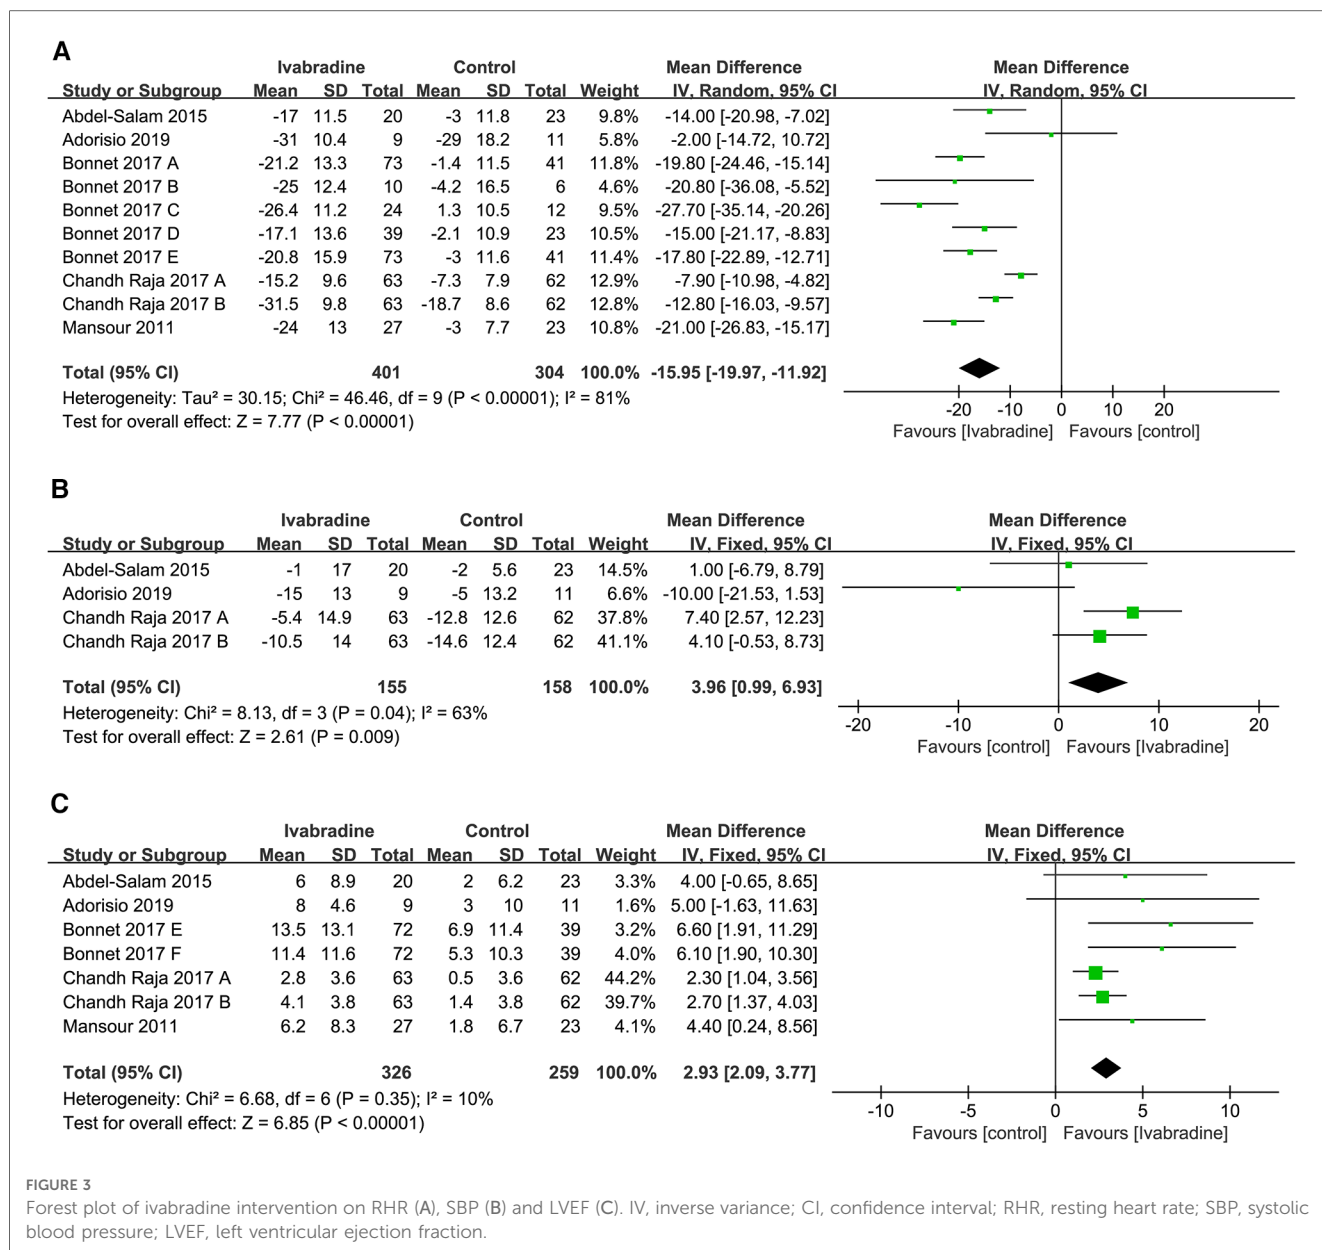 A
Ivabradine Control Mean Difference Mean Difference
Study or Subgroup Mean SD Total Mean SD Total Weight IV, Random, 95% CI IV, Random, 95% CI
Abdel-Salam 2015 -17 11.5 20 -3 11.8 23 9.8% -14.00 [-20.98, -7.02]
Adorisio 2019 -31 10.4 9 -29 18.2 11 5.8% -2.00 [-14.72, 10.72]
Bonnet 2017 A -21.2 13.3 73 -1.4 11.5 41 11.8% -19.80 [-24.46, -15.14]
Bonnet 2017 B -25 12.4 10 -4.2 16.5 6 4.6% -20.80 [-36.08, -5.52]
Bonnet 2017 C -26.4 11.2 24 1.3 10.5 12 9.5% -27.70 [-35.14, -20.26]
Bonnet 2017 D -17.1 13.6 39 -2.1 10.9 23 10.5% -15.00 [-21.17, -8.83]
Bonnet 2017 E -20.8 15.9 73 -3 11.6 41 11.4% -17.80 [-22.89, -12.71]
Chandh Raja 2017 A -15.2 9.6 63 -7.3 7.9 62 12.9% -7.90 [-10.98, -4.82]
Chandh Raja 2017 B -31.5 9.8 63 -18.7 8.6 62 12.8% -12.80 [-16.03, -9.57]
Mansour 2011 -24 13 27 -3 7.7 23 10.8% -21.00 [-26.83, -15.17]
Total (95% CI) 401 304 100.0% -15.95 [-19.97, -11.92]
Heterogeneity: Tau² = 30.15; Chi² = 46.46, df = 9 (P < 0.00001); I² = 81%
Test for overall effect: Z = 7.77 (P < 0.00001)
-20 -10 0 10 20
Favours [Ivabradine] Favours [control]
B
Ivabradine Control Mean Difference Mean Difference
Study or Subgroup Mean SD Total Mean SD Total Weight IV, Fixed, 95% CI IV, Fixed, 95% CI
Abdel-Salam 2015 -1 17 20 -2 5.6 23 14.5% 1.00 [-6.79, 8.79]
Adorisio 2019 -15 13 9 -5 13.2 11 6.6% -10.00 [-21.53, 1.53]
Chandh Raja 2017 A -5.4 14.9 63 -12.8 12.6 62 37.8% 7.40 [2.57, 12.23]
Chandh Raja 2017 B -10.5 14 63 -14.6 12.4 62 41.1% 4.10 [-0.53, 8.73]
Total (95% CI) 155 158 100.0% 3.96 [0.99, 6.93]
Heterogeneity: Chi² = 8.13, df = 3 (P = 0.04); I² = 63%
Test for overall effect: Z = 2.61 (P = 0.009)
-20 -10 0 10 20
Favours [control] Favours [Ivabradine]
C
Ivabradine Control Mean Difference Mean Difference
Study or Subgroup Mean SD Total Mean SD Total Weight IV, Fixed, 95% CI IV, Fixed, 95% CI
Abdel-Salam 2015 6 8.9 20 2 6.2 23 3.3% 4.00 [-0.65, 8.65]
Adorisio 2019 8 4.6 9 3 10 11 1.6% 5.00 [-1.63, 11.63]
Bonnet 2017 E 13.5 13.1 72 6.9 11.4 39 3.2% 6.60 [1.91, 11.29]
Bonnet 2017 F 11.4 11.6 72 5.3 10.3 39 4.0% 6.10 [1.90, 10.30]
Chandh Raja 2017 A 2.8 3.6 63 0.5 3.6 62 44.2% 2.30 [1.04, 3.56]
Chandh Raja 2017 B 4.1 3.8 63 1.4 3.8 62 39.7% 2.70 [1.37, 4.03]
Mansour 2011 6.2 8.3 27 1.8 6.7 23 4.1% 4.40 [0.24, 8.56]
Total (95% CI) 326 259 100.0% 2.93 [2.09, 3.77]
Heterogeneity: Chi² = 6.68, df = 6 (P = 0.35); I² = 10%
Test for overall effect: Z = 6.85 (P < 0.00001)
-10 -5 0 5 10
Favours [control] Favours [Ivabradine]
FIGURE 3
Forest plot of ivabradine intervention on RHR (A), SBP (B) and LVEF (C). IV, inverse variance; CI, confidence interval; RHR, resting heart rate; SBP, systolic
blood pressure; LVEF, left ventricular ejection fraction.